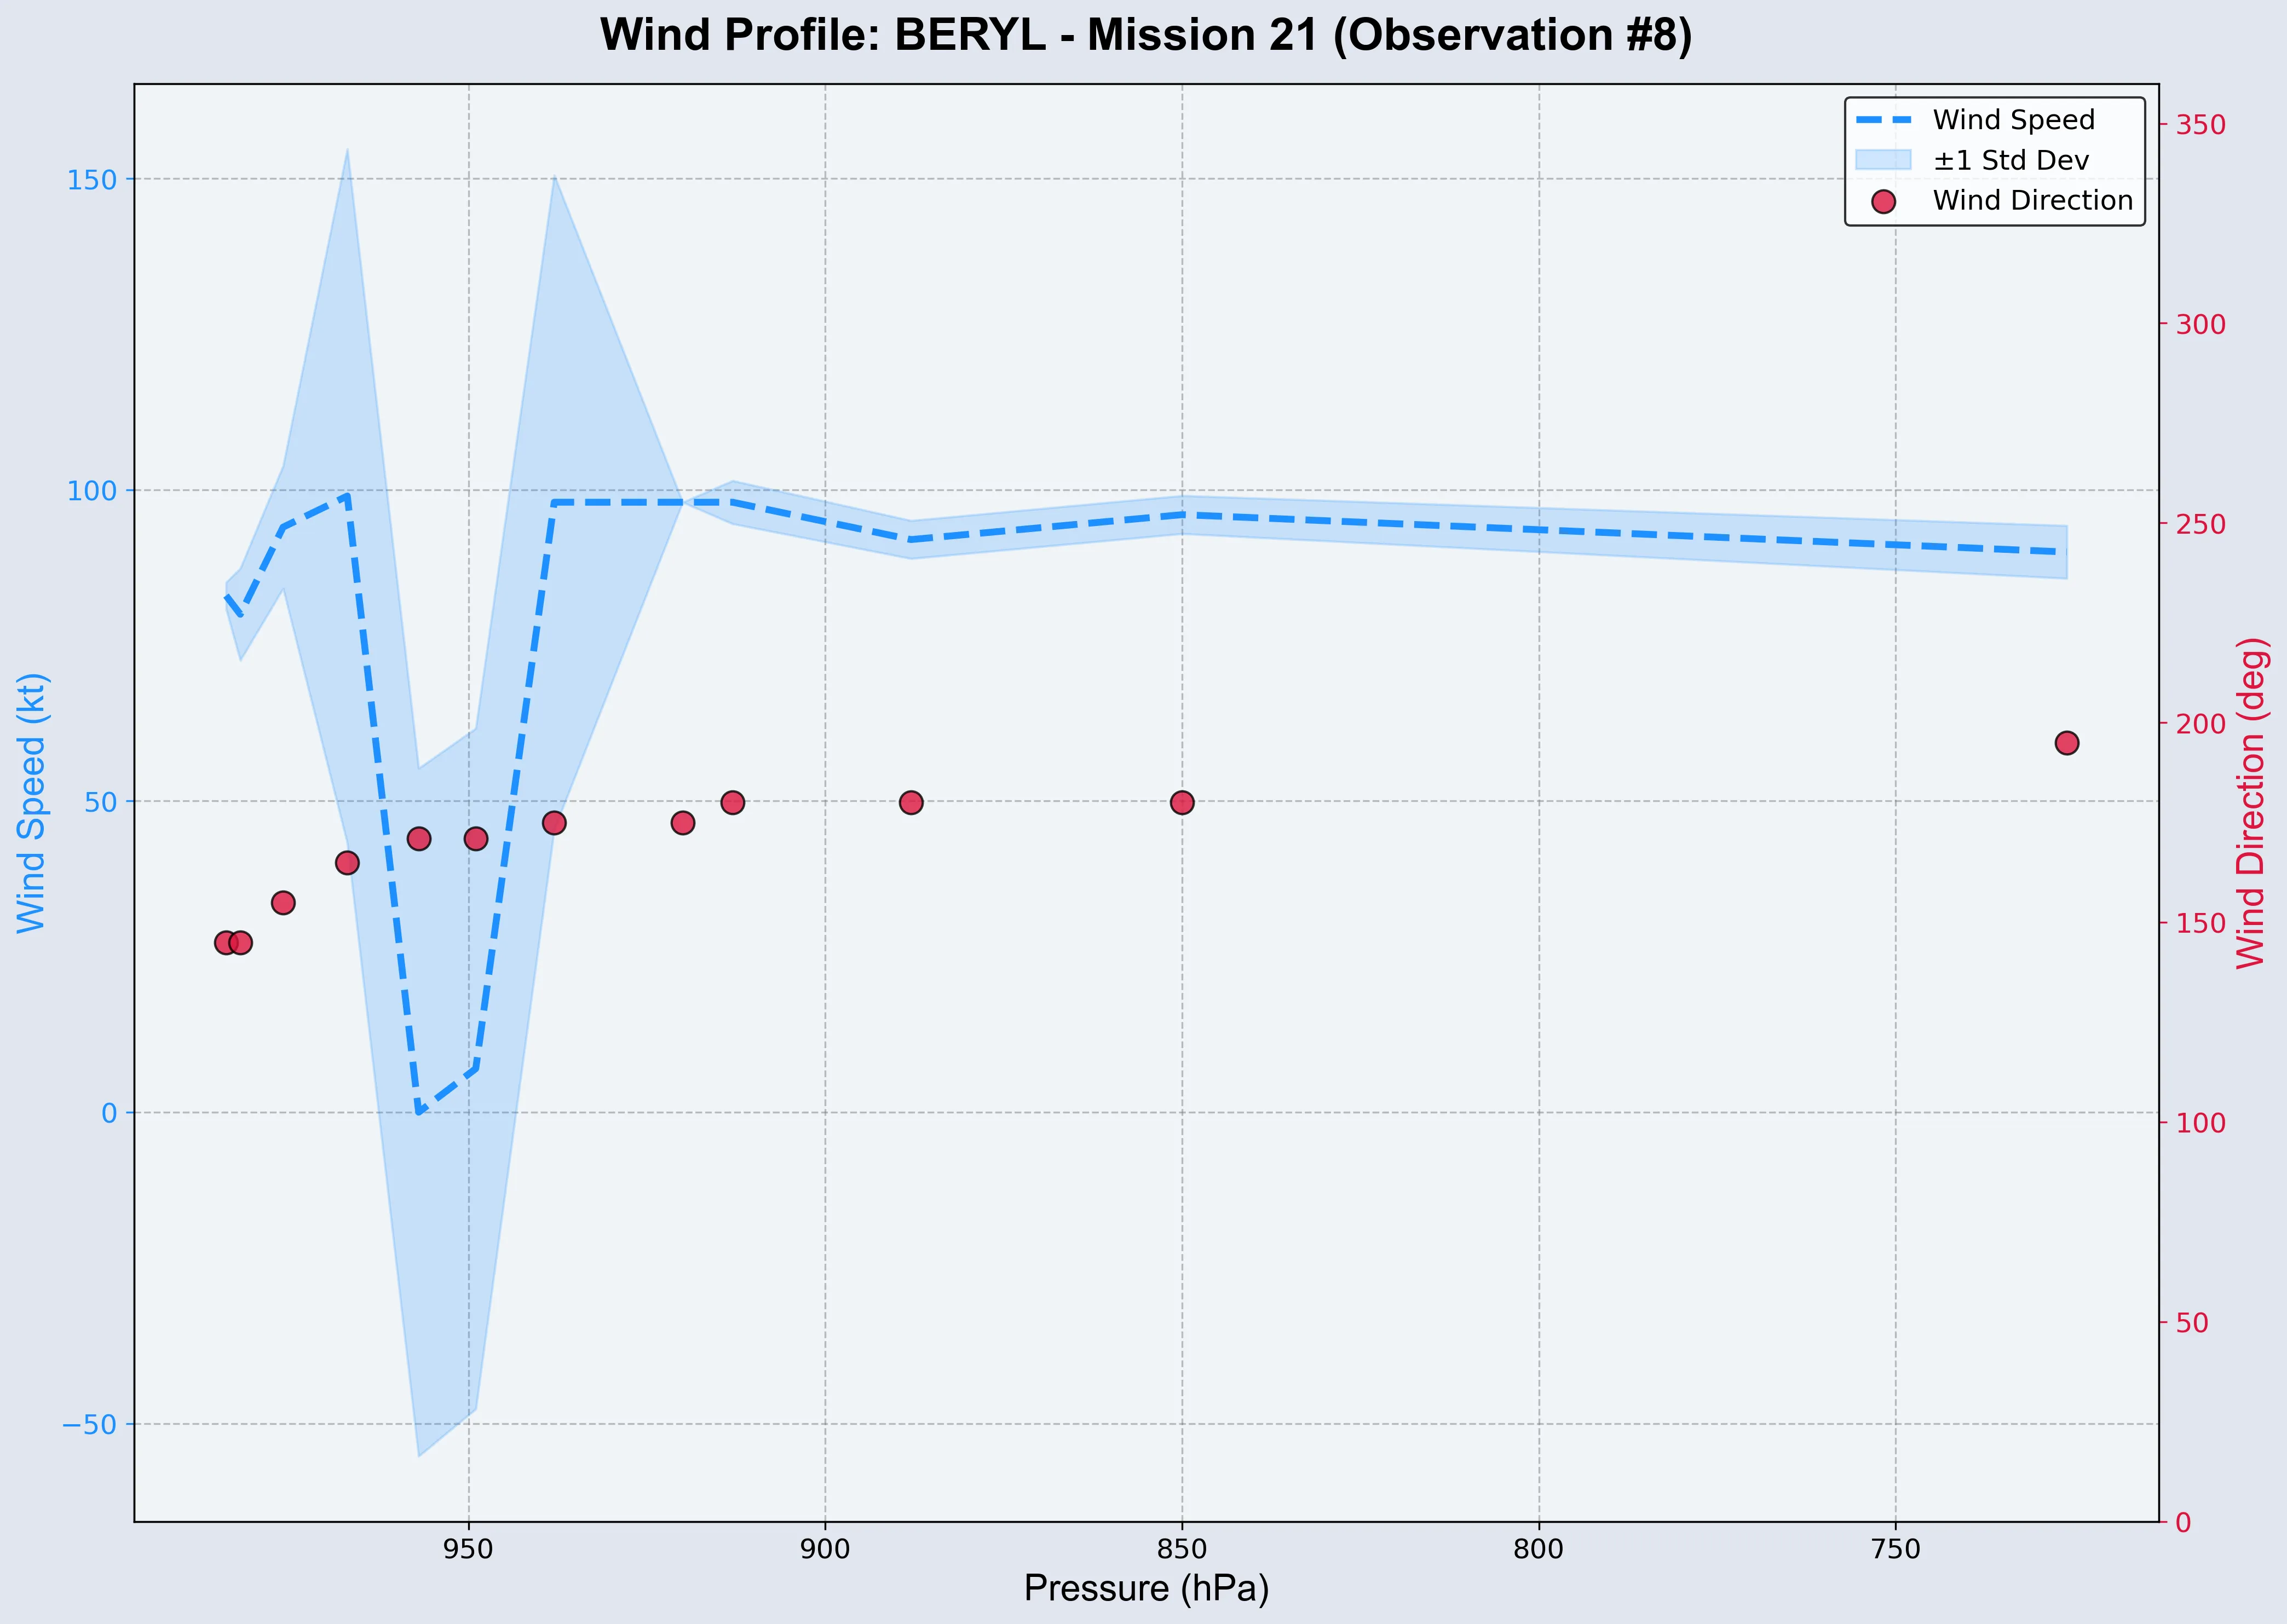 Wind Profile: BERYL - Mission 21 (Observation #8)
Wind Speed
±1 Std Dev
Wind Direction
150
100
50
0
−50
Wind Speed (kt)
350
300
250
200
150
100
50
0
Wind Direction (deg)
950
900
850
800
750
Pressure (hPa)